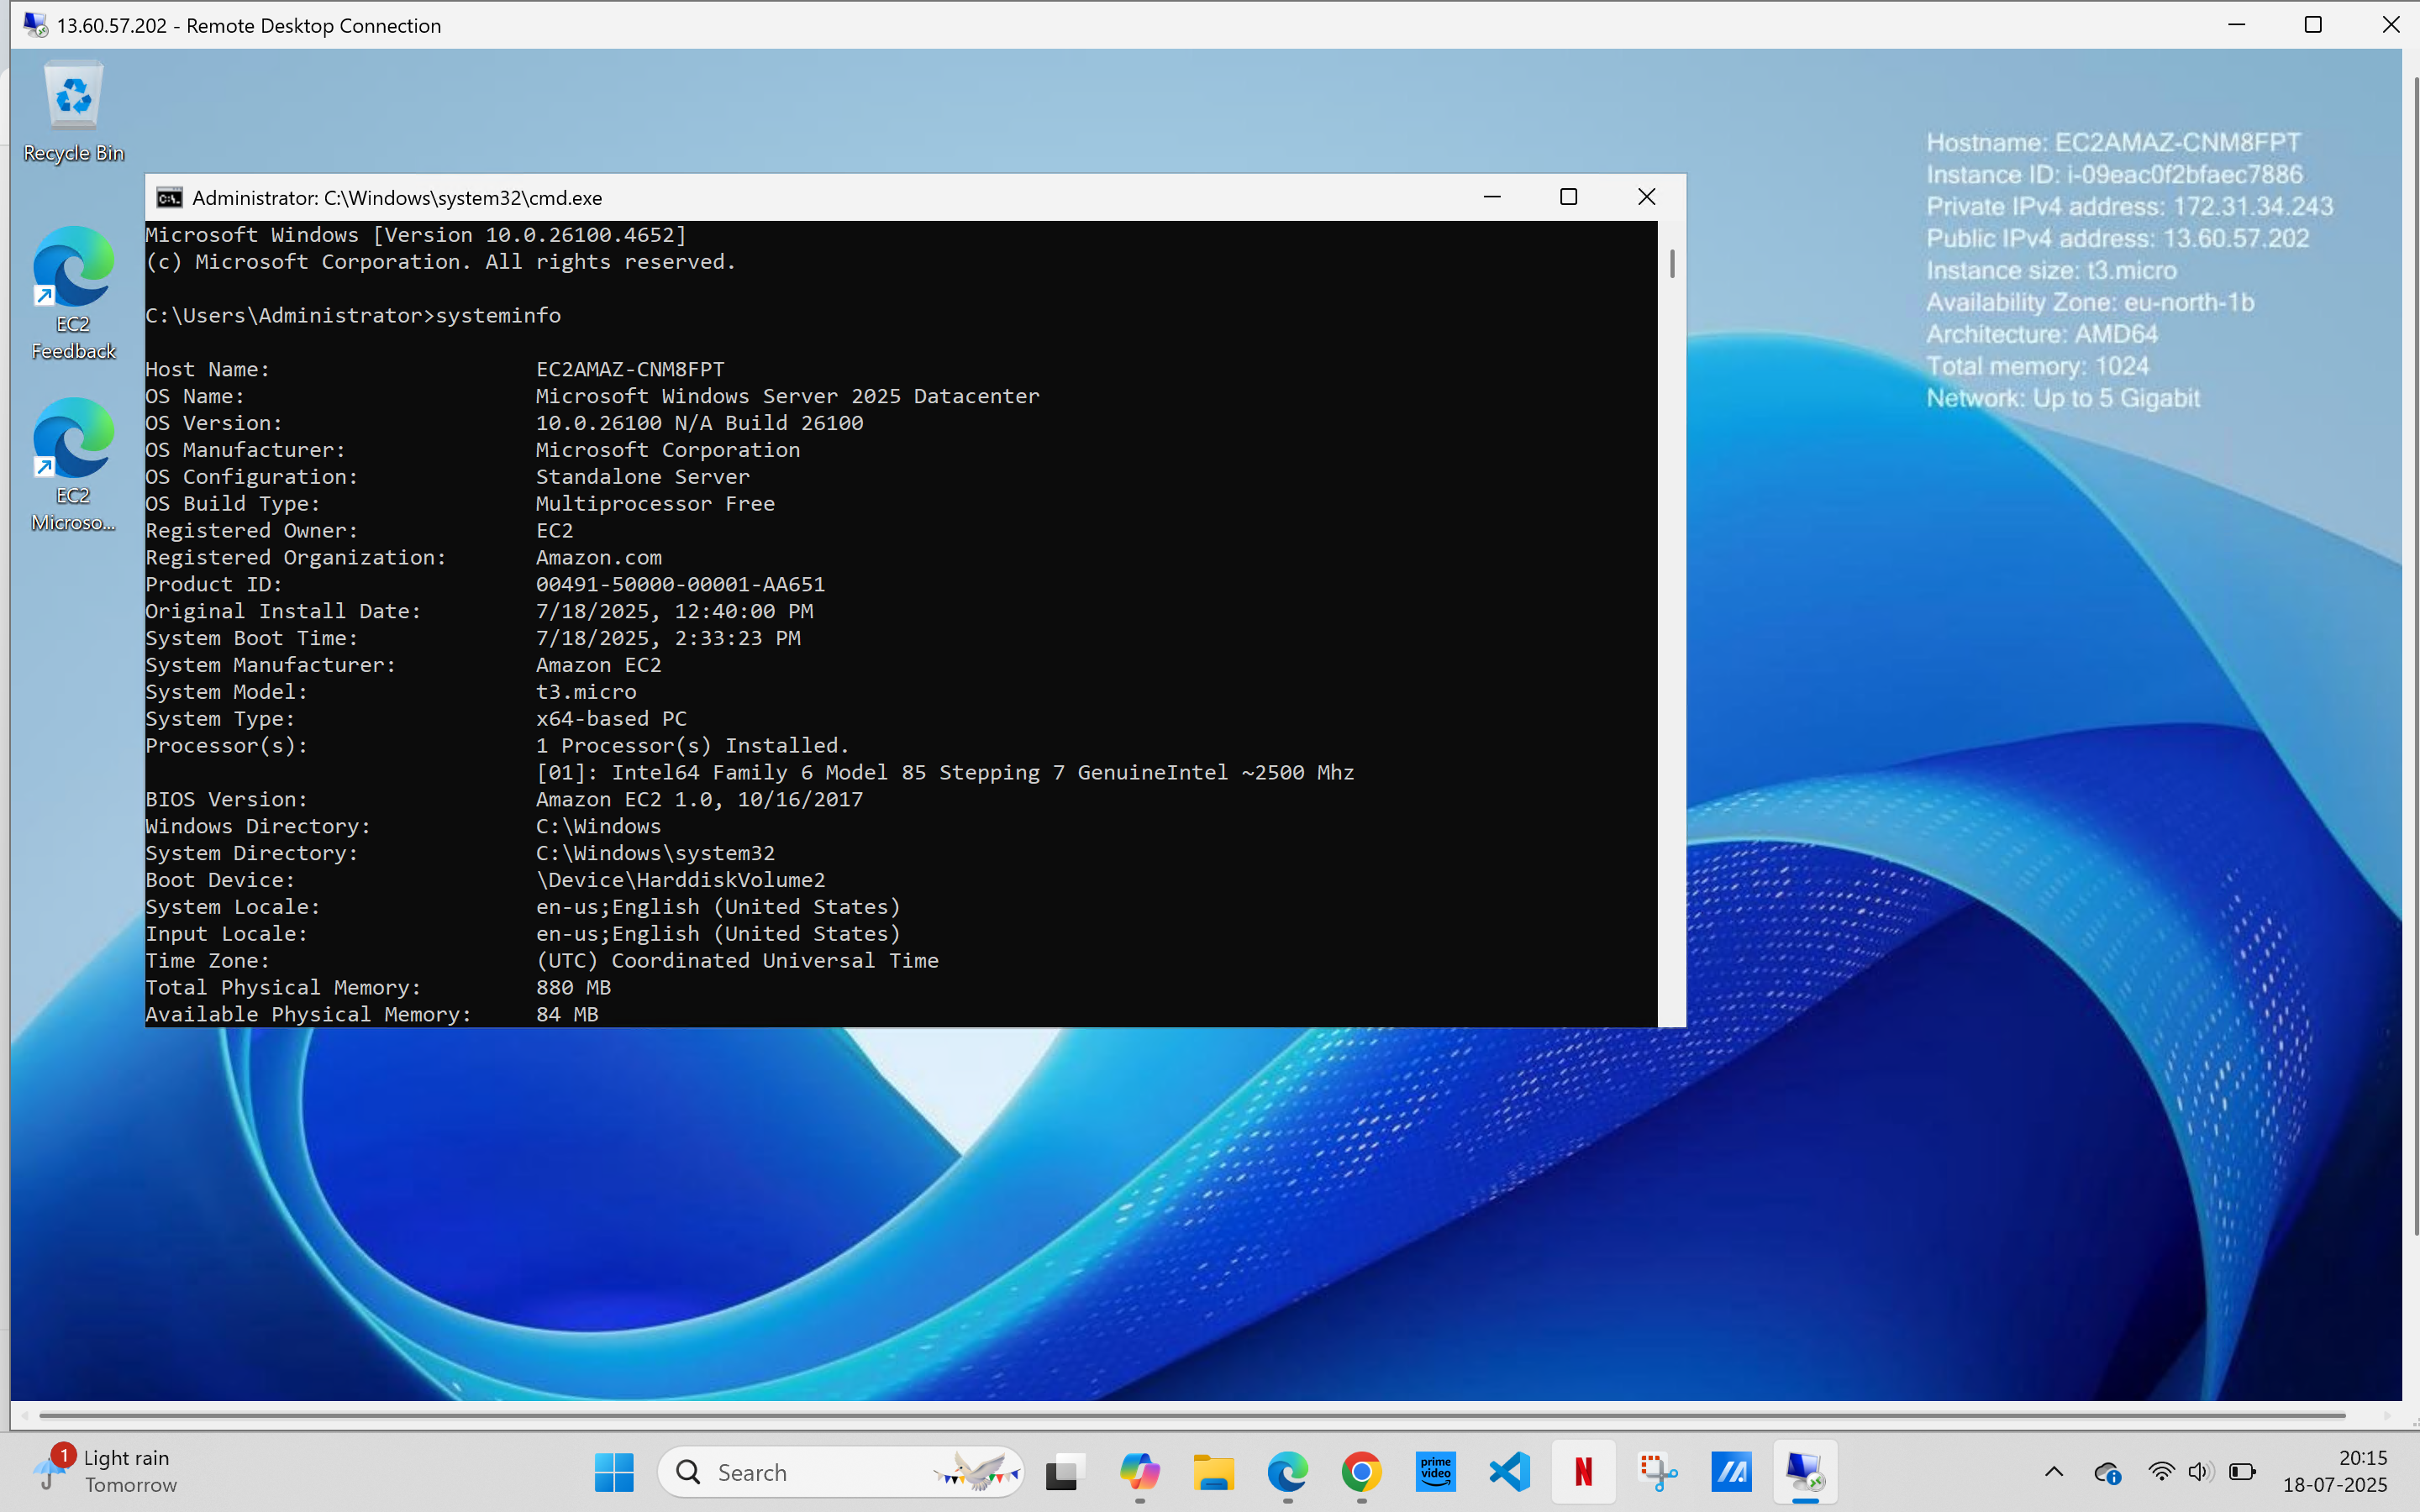 13.60.57.202 - Remote Desktop Connection
Recycle Bin
EC2
Feedback
EC2
Microso...
Hostname: EC2AMAZ-CNM8FPT
Instance ID: i-09eac0f2bfaec7886
Private IPv4 address: 172.31.34.243
Public IPv4 address: 13.60.57.202
Instance size: t3.micro
Availability Zone: eu-north-1b
Architecture: AMD64
Total memory: 1024
Network: Up to 5 Gigabit
Administrator: C:\Windows\system32\cmd.exe
Microsoft Windows [Version 10.0.26100.4652]
(c) Microsoft Corporation. All rights reserved.
C:\Users\Administrator>systeminfo
Host Name: EC2AMAZ-CNM8FPT
OS Name: Microsoft Windows Server 2025 Datacenter
OS Version: 10.0.26100 N/A Build 26100
OS Manufacturer: Microsoft Corporation
OS Configuration: Standalone Server
OS Build Type: Multiprocessor Free
Registered Owner: EC2
Registered Organization: Amazon.com
Product ID: 00491-50000-00001-AA651
Original Install Date: 7/18/2025, 12:40:00 PM
System Boot Time: 7/18/2025, 2:33:23 PM
System Manufacturer: Amazon EC2
System Model: t3.micro
System Type: x64-based PC
Processor(s): 1 Processor(s) Installed.
[01]: Intel64 Family 6 Model 85 Stepping 7 GenuineIntel ~2500 Mhz
BIOS Version: Amazon EC2 1.0, 10/16/2017
Windows Directory: C:\Windows
System Directory: C:\Windows\system32
Boot Device: \Device\HarddiskVolume2
System Locale: en-us;English (United States)
Input Locale: en-us;English (United States)
Time Zone: (UTC) Coordinated Universal Time
Total Physical Memory: 880 MB
Available Physical Memory: 84 MB
1
Light rain
Tomorrow
Search
prime video
N
20:15
18-07-2025